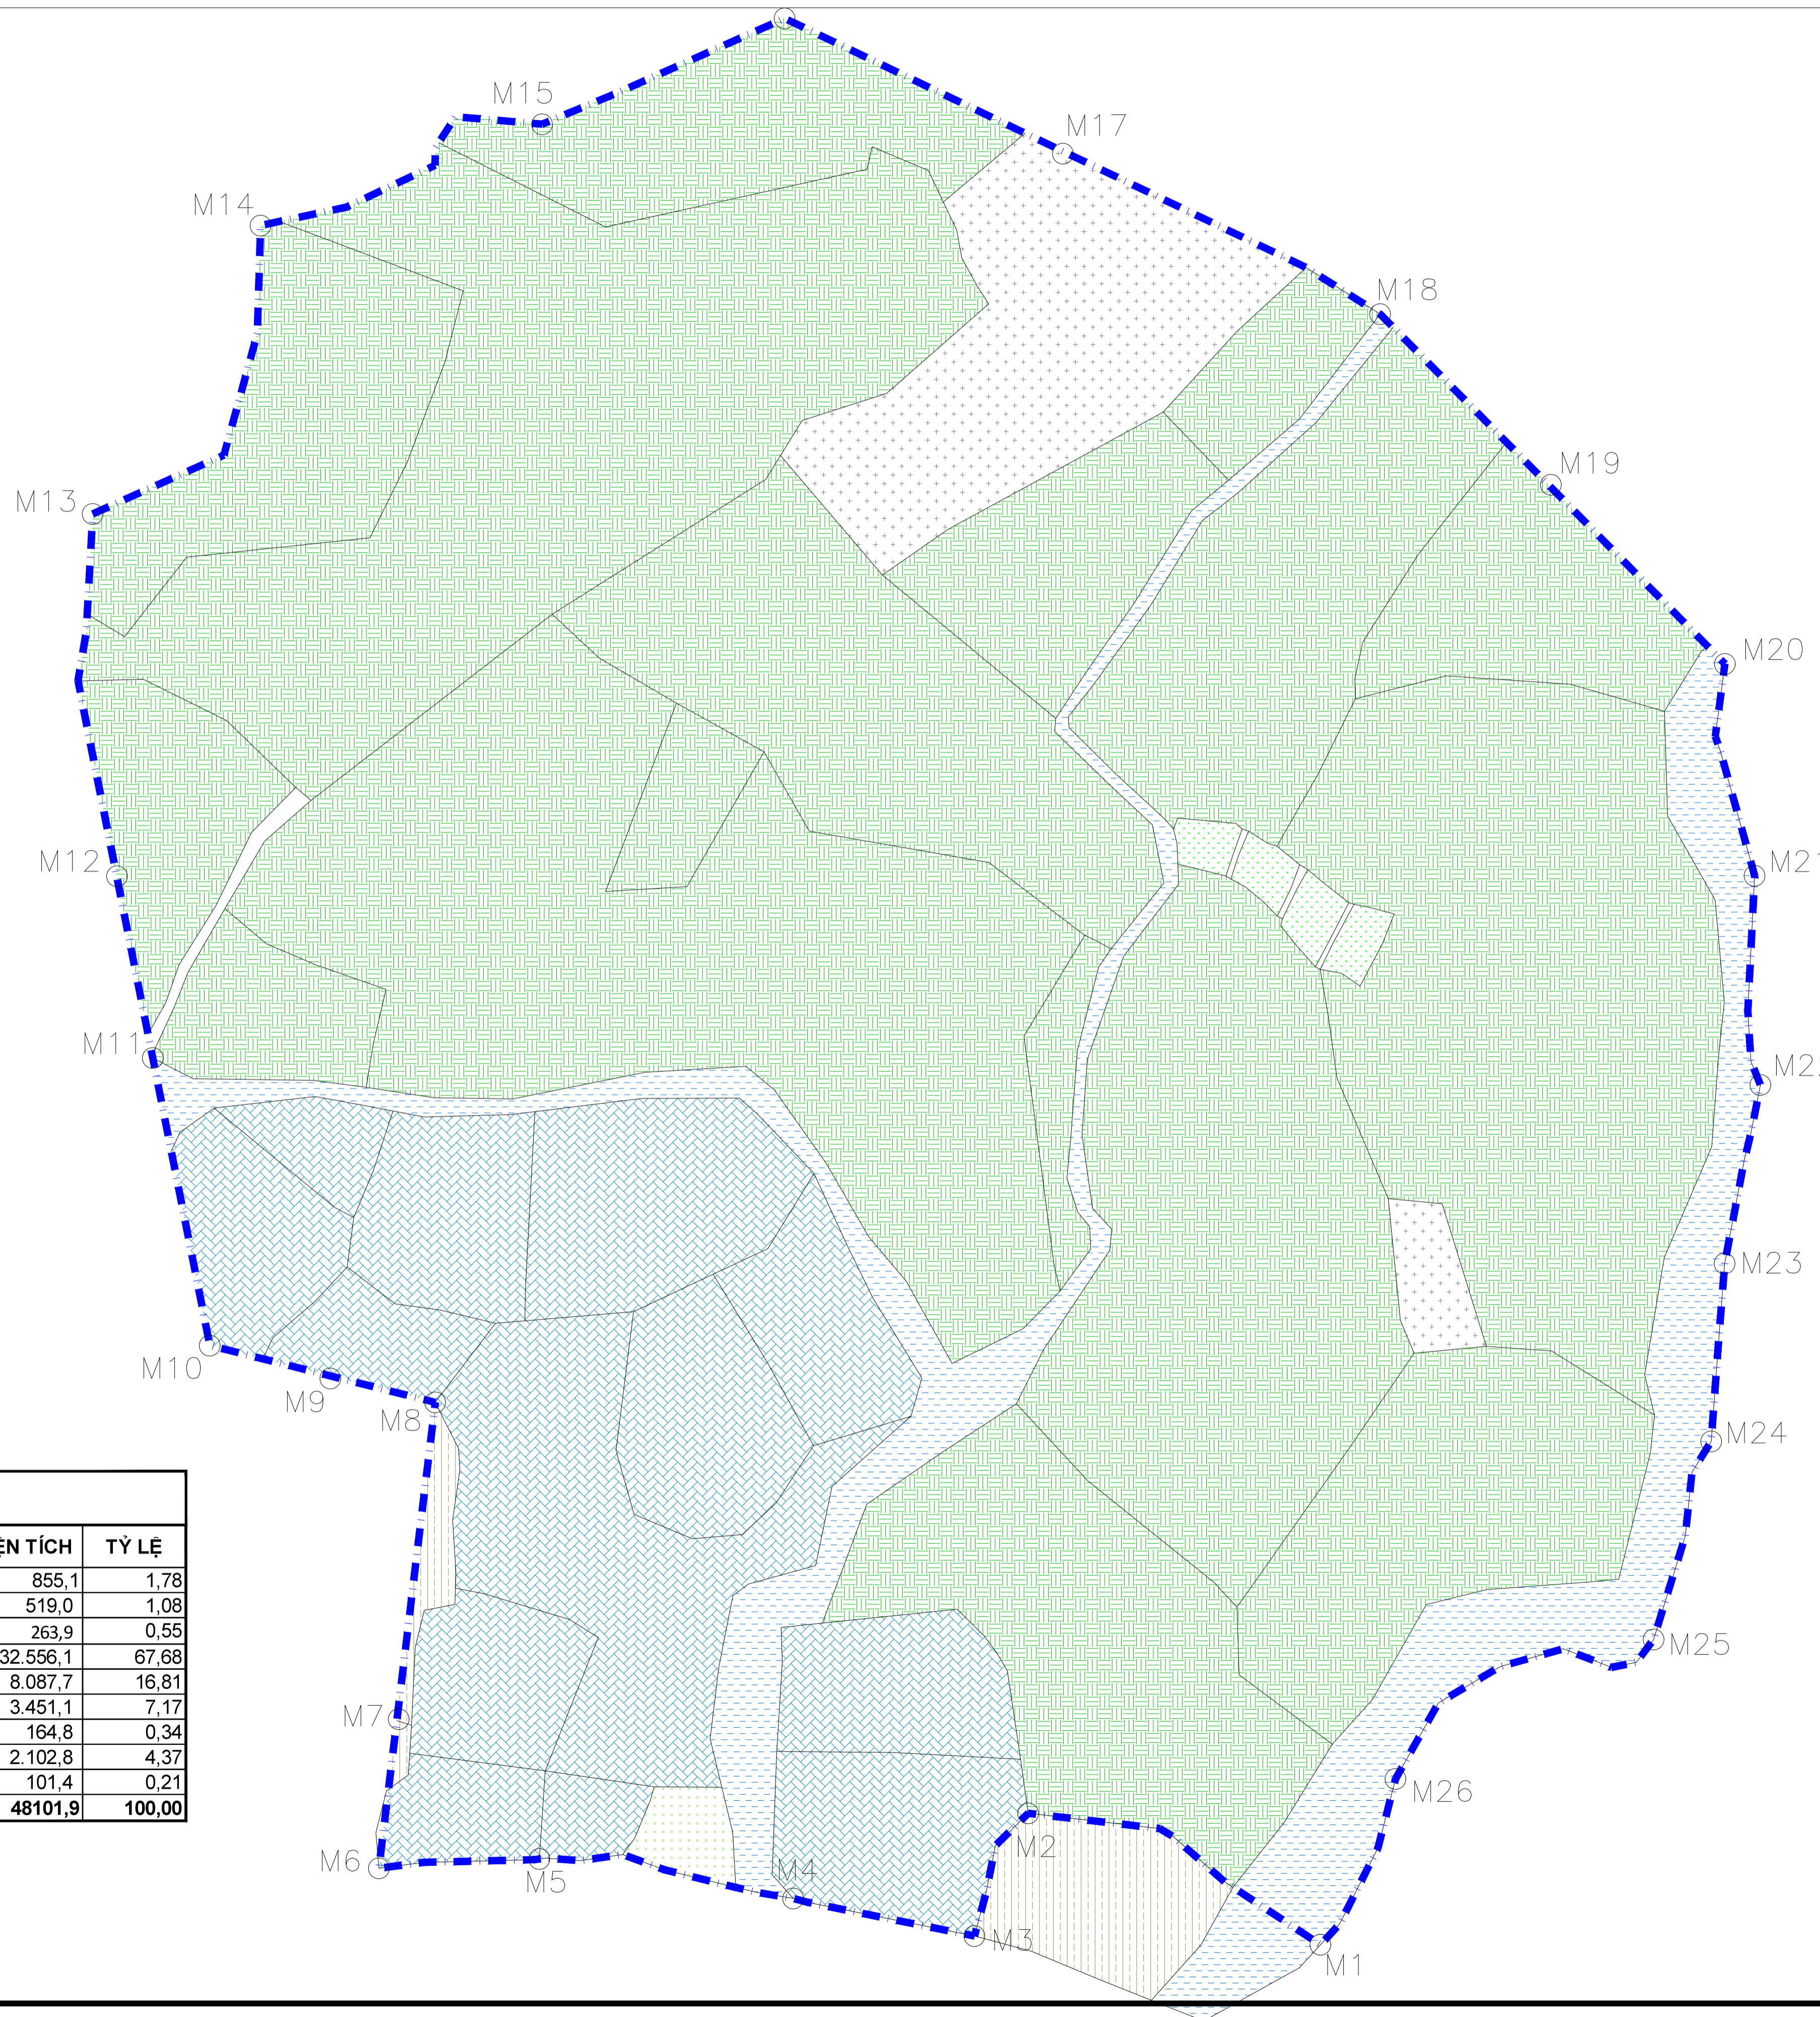 M15
M17
M14
M18
M19
M13
M20
M12
M21
M11
M23
M10
M9
M8
M24
ỆN TÍCH TỶ LỆ
855,1 1,78
519,0 1,08
263,9 0,55
32.556,1 67,68
8.087,7 16,81
3.451,1 7,17
164,8 0,34
2.102,8 4,37
101,4 0,21
48101,9 100,00
M25
M7
M26
M2
M6
M5
M4
M3
M1